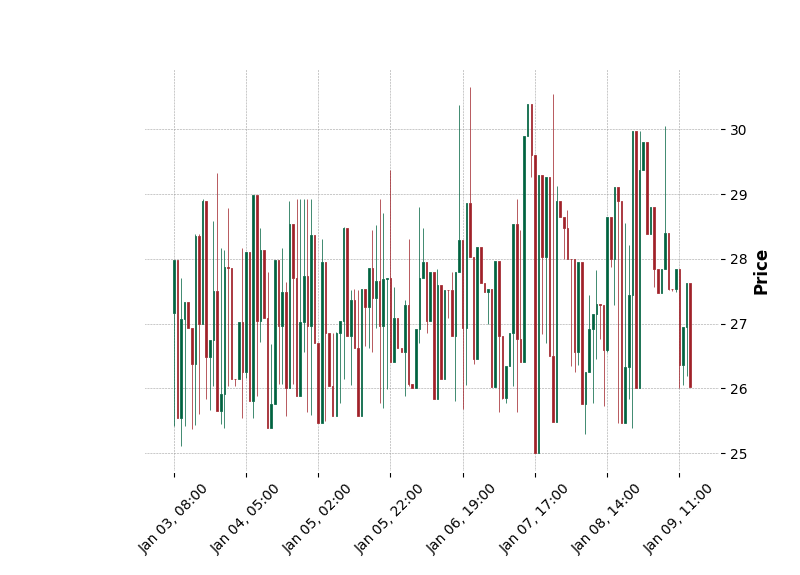 30
29
28
27
26
25
Price
Jan 03, 08:00
Jan 04, 05:00
Jan 05, 02:00
Jan 05, 22:00
Jan 06, 19:00
Jan 07, 17:00
Jan 08, 14:00
Jan 09, 11:00